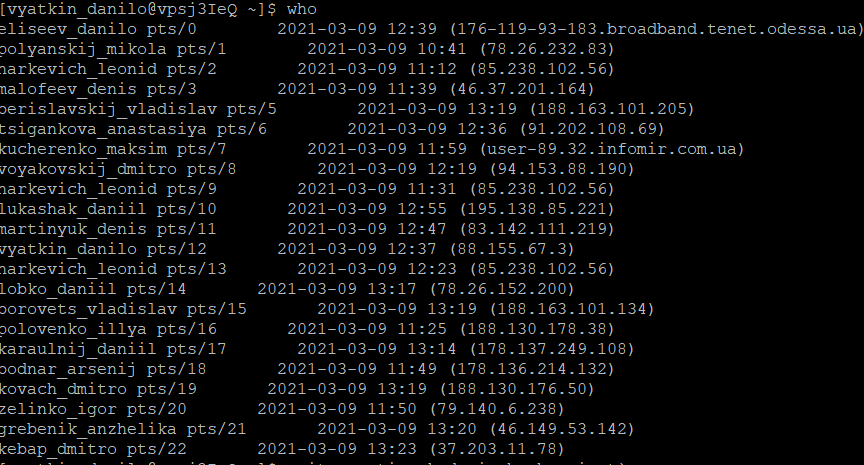 [vyatkin_danilo@vpsj3IeQ ~]$ who
eliseev_danilo pts/0        2021-03-09 12:39 (176-119-93-183.broadband.tenet.odessa.ua)
polyanskij_mikola pts/1        2021-03-09 10:41 (78.26.232.83)
narkevich_leonid pts/2        2021-03-09 11:12 (85.238.102.56)
malofeev_denis pts/3        2021-03-09 11:39 (46.37.201.164)
berislavskij_vladislav pts/5        2021-03-09 13:19 (188.163.101.205)
tsigankova_anastasiya pts/6        2021-03-09 12:36 (91.202.108.69)
kucherenko_maksim pts/7        2021-03-09 11:59 (user-89.32.infomir.com.ua)
voyakovskij_dmitro pts/8        2021-03-09 12:19 (94.153.88.190)
narkevich_leonid pts/9        2021-03-09 11:31 (85.238.102.56)
lukashak_daniil pts/10       2021-03-09 12:55 (195.138.85.221)
martinyuk_denis pts/11       2021-03-09 12:47 (83.142.111.219)
vyatkin_danilo pts/12       2021-03-09 12:37 (88.155.67.3)
narkevich_leonid pts/13       2021-03-09 12:23 (85.238.102.56)
lobko_daniil pts/14       2021-03-09 13:17 (78.26.152.200)
borovets_vladislav pts/15       2021-03-09 13:19 (188.163.101.134)
polovenko_illya pts/16       2021-03-09 11:25 (188.130.178.38)
karaulnij_daniil pts/17       2021-03-09 13:14 (178.137.249.108)
bodnar_arsenij pts/18       2021-03-09 11:49 (178.136.214.132)
kovach_dmitro pts/19       2021-03-09 13:19 (188.130.176.50)
zelinko_igor pts/20       2021-03-09 11:50 (79.140.6.238)
grebenik_anzhelika pts/21       2021-03-09 13:20 (46.149.53.142)
kebap_dmitro pts/22       2021-03-09 13:23 (37.203.11.78)